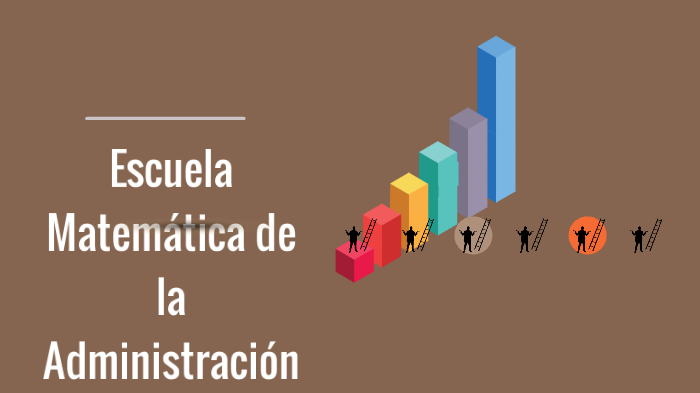 Escuela
Matemática de
la
Administración